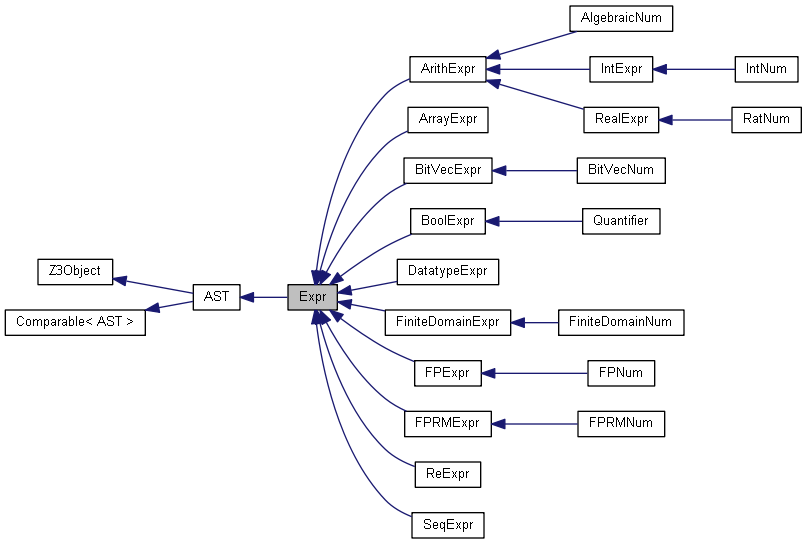 AlgebraicNum
ArithExpr
IntExpr
IntNum
ArrayExpr
RealExpr
RatNum
BitVecExpr
BitVecNum
BoolExpr
Quantifier
Z3Object
DatatypeExpr
AST
Expr
Comparable< AST >
FiniteDomainExpr
FiniteDomainNum
FPExpr
FPNum
FPRMExpr
FPRMNum
ReExpr
SeqExpr